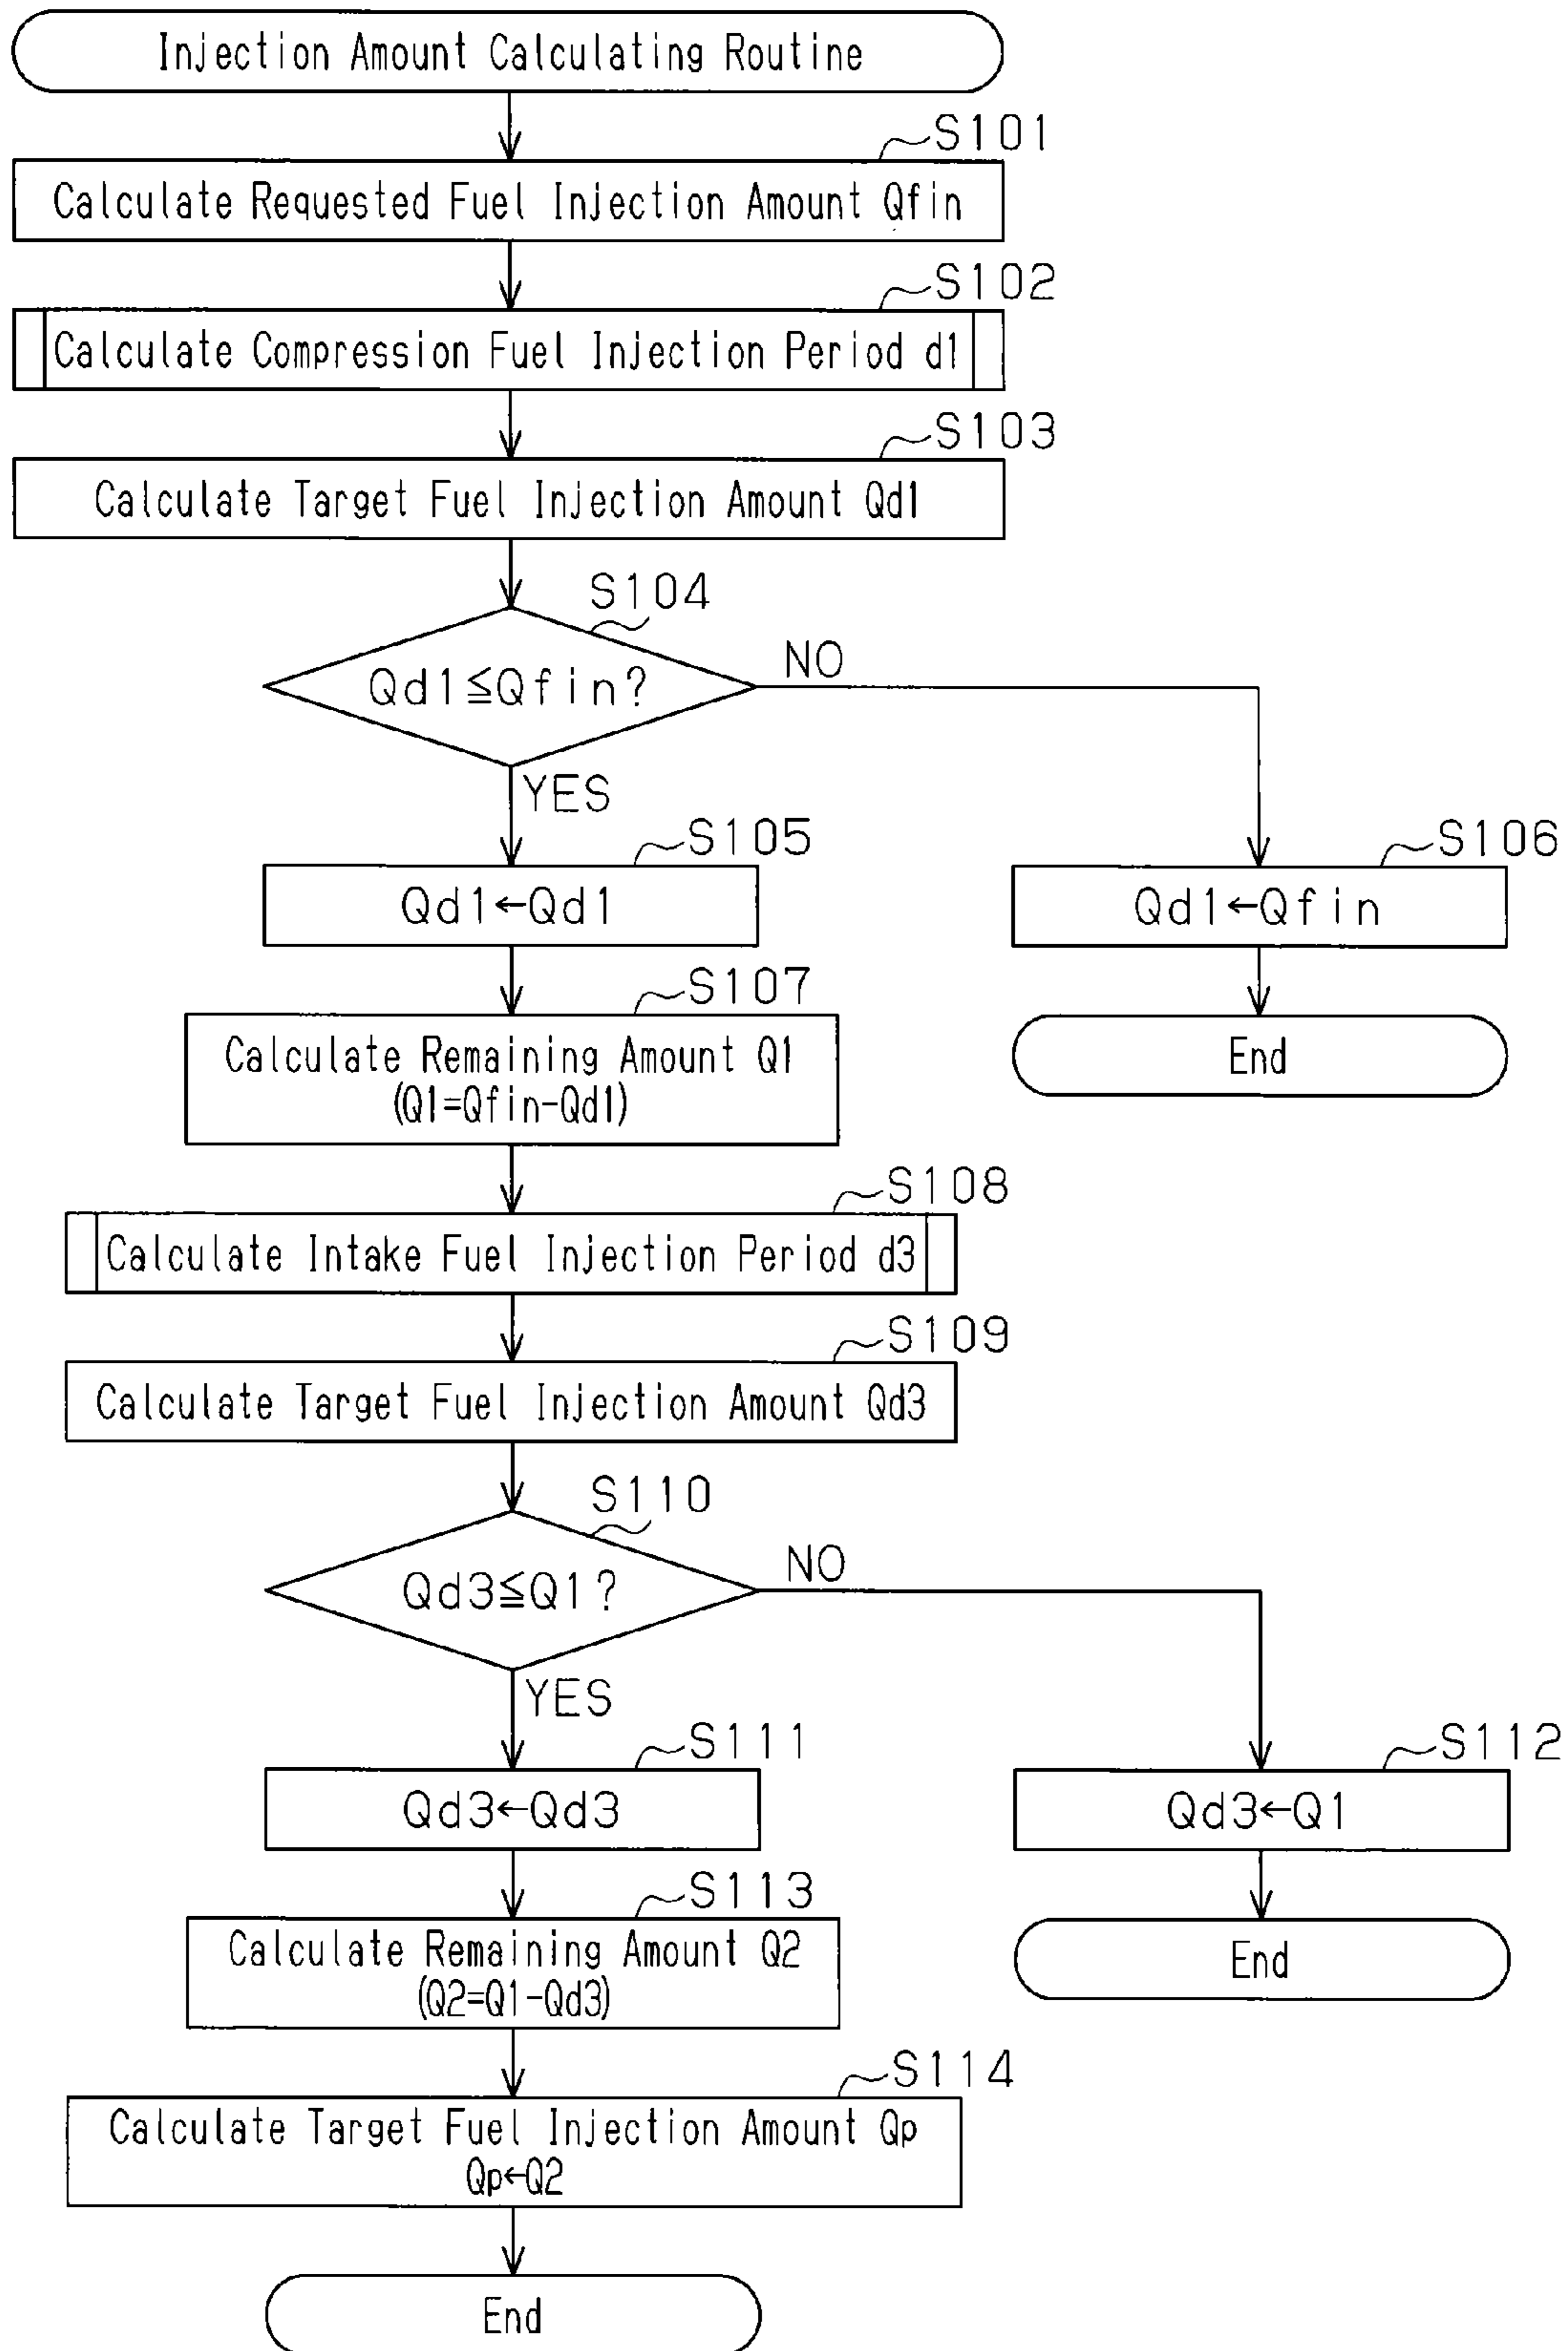 Injection Amount Calculating Routine
S101
Calculate Requested Fuel Injection Amount Qfin
S102
Calculate Compression Fuel Injection Period d1
S103
Calculate Target Fuel Injection Amount Qd1
S104
Qd1≦Qfin?
NO
YES
S105
Qd1←Qd1
S106
Qd1←Qfin
End
S107
Calculate Remaining Amount Q1
(Q1=Qfin-Qd1)
S108
Calculate Intake Fuel Injection Period d3
S109
Calculate Target Fuel Injection Amount Qd3
S110
Qd3≦Q1?
NO
YES
S111
Qd3←Qd3
S112
Qd3←Q1
End
S113
Calculate Remaining Amount Q2
(Q2=Q1-Qd3)
S114
Calculate Target Fuel Injection Amount Qp
Qp←Q2
End